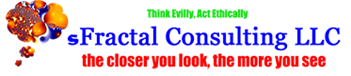 Think Evilly, Act Ethically
sFractal Consulting LLC
the closer you look, the more you see